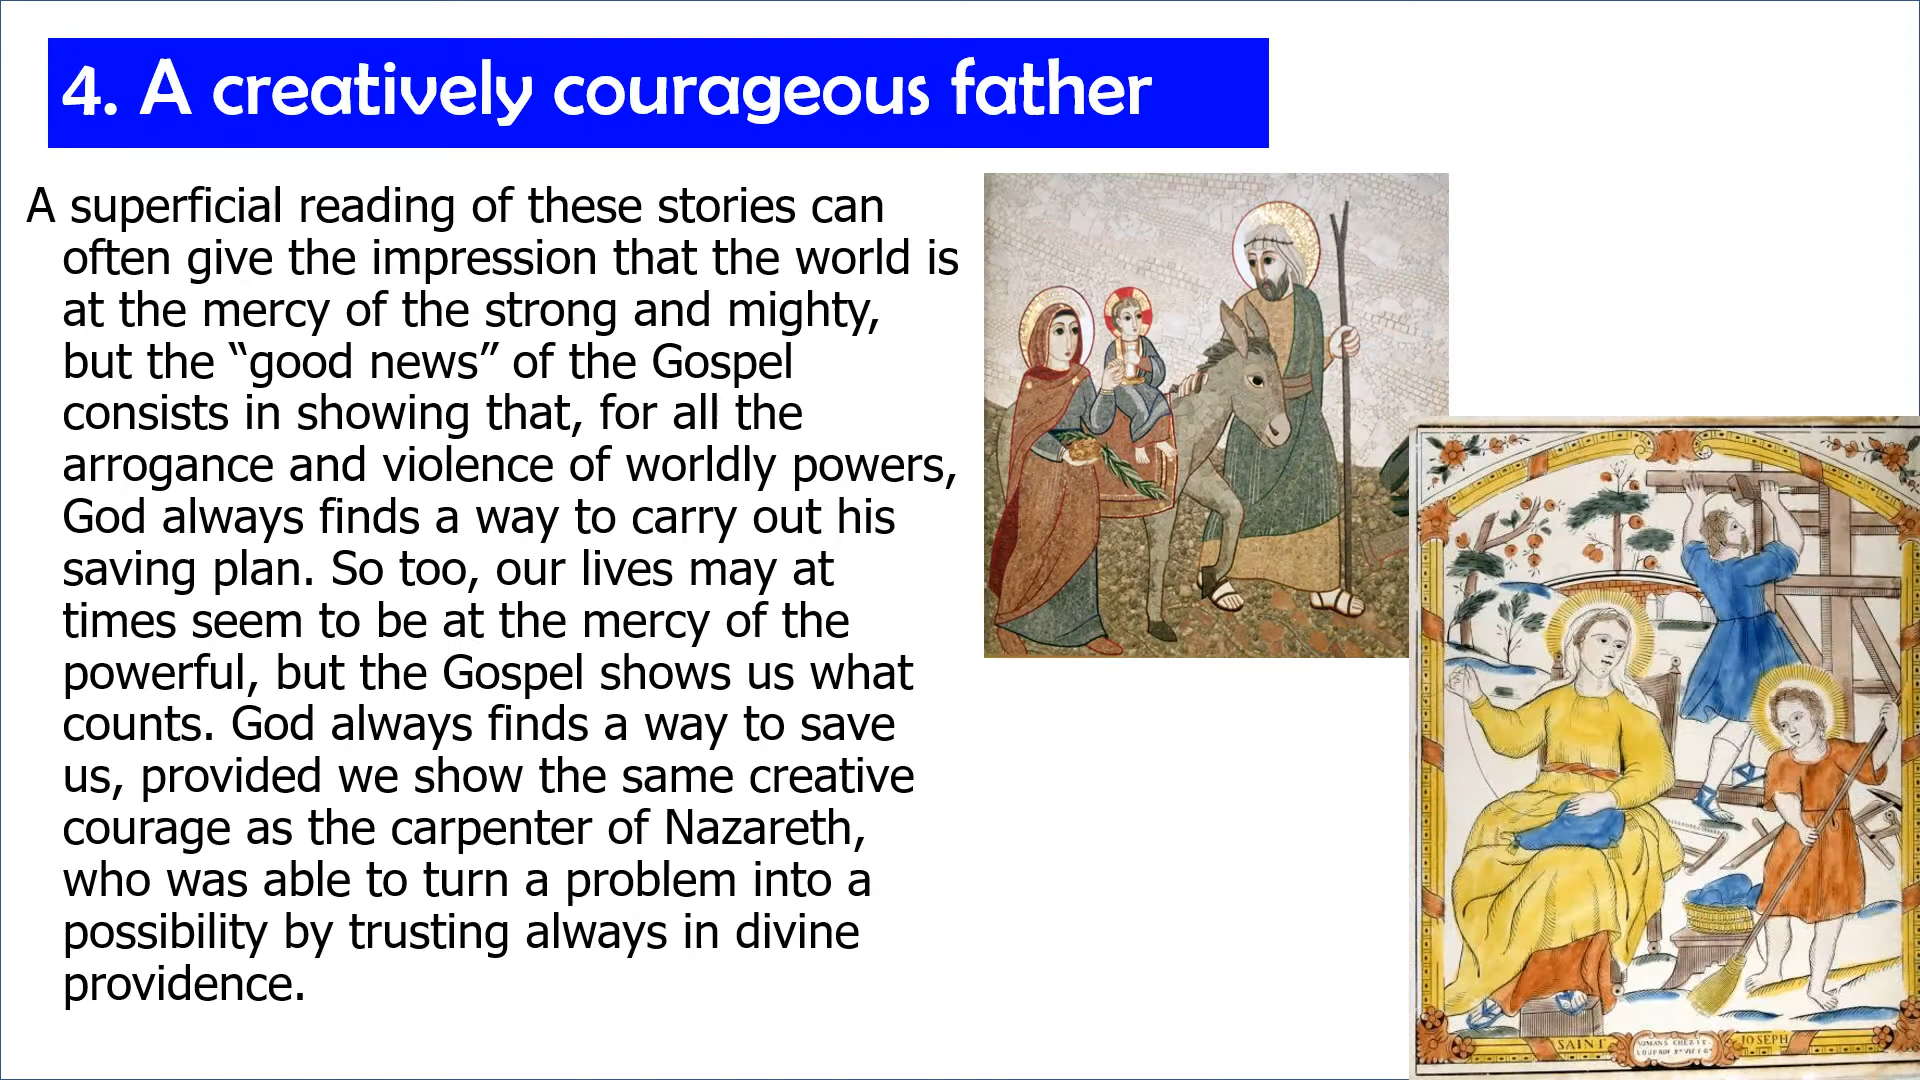 4. A creatively courageous father
A superficial reading of these stories can
often give the impression that the world is
at the mercy of the strong and mighty,
but the “good news” of the Gospel
consists in showing that, for all the
arrogance and violence of worldly powers,
God always finds a way to carry out his
saving plan. So too, our lives may at
times seem to be at the mercy of the
powerful, but the Gospel shows us what
counts. God always finds a way to save
us, provided we show the same creative
courage as the carpenter of Nazareth,
who was able to turn a problem into a
possibility by trusting always in divine
providence.
SAINT
JOSEPH